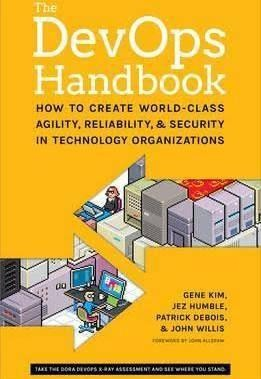 The
DevOps
Handbook
HOW TO CREATE WORLD-CLASS
AGILITY, RELIABILITY, & SECURITY
IN TECHNOLOGY ORGANIZATIONS
GENE KIM,
JEZ HUMBLE,
PATRICK DEBOIS,
& JOHN WILLIS
FOREWORD BY JOHN ALLSPAW
TAKE THE DORA DEVOPS X-RAY ASSESSMENT AND SEE WHERE YOU STAND.